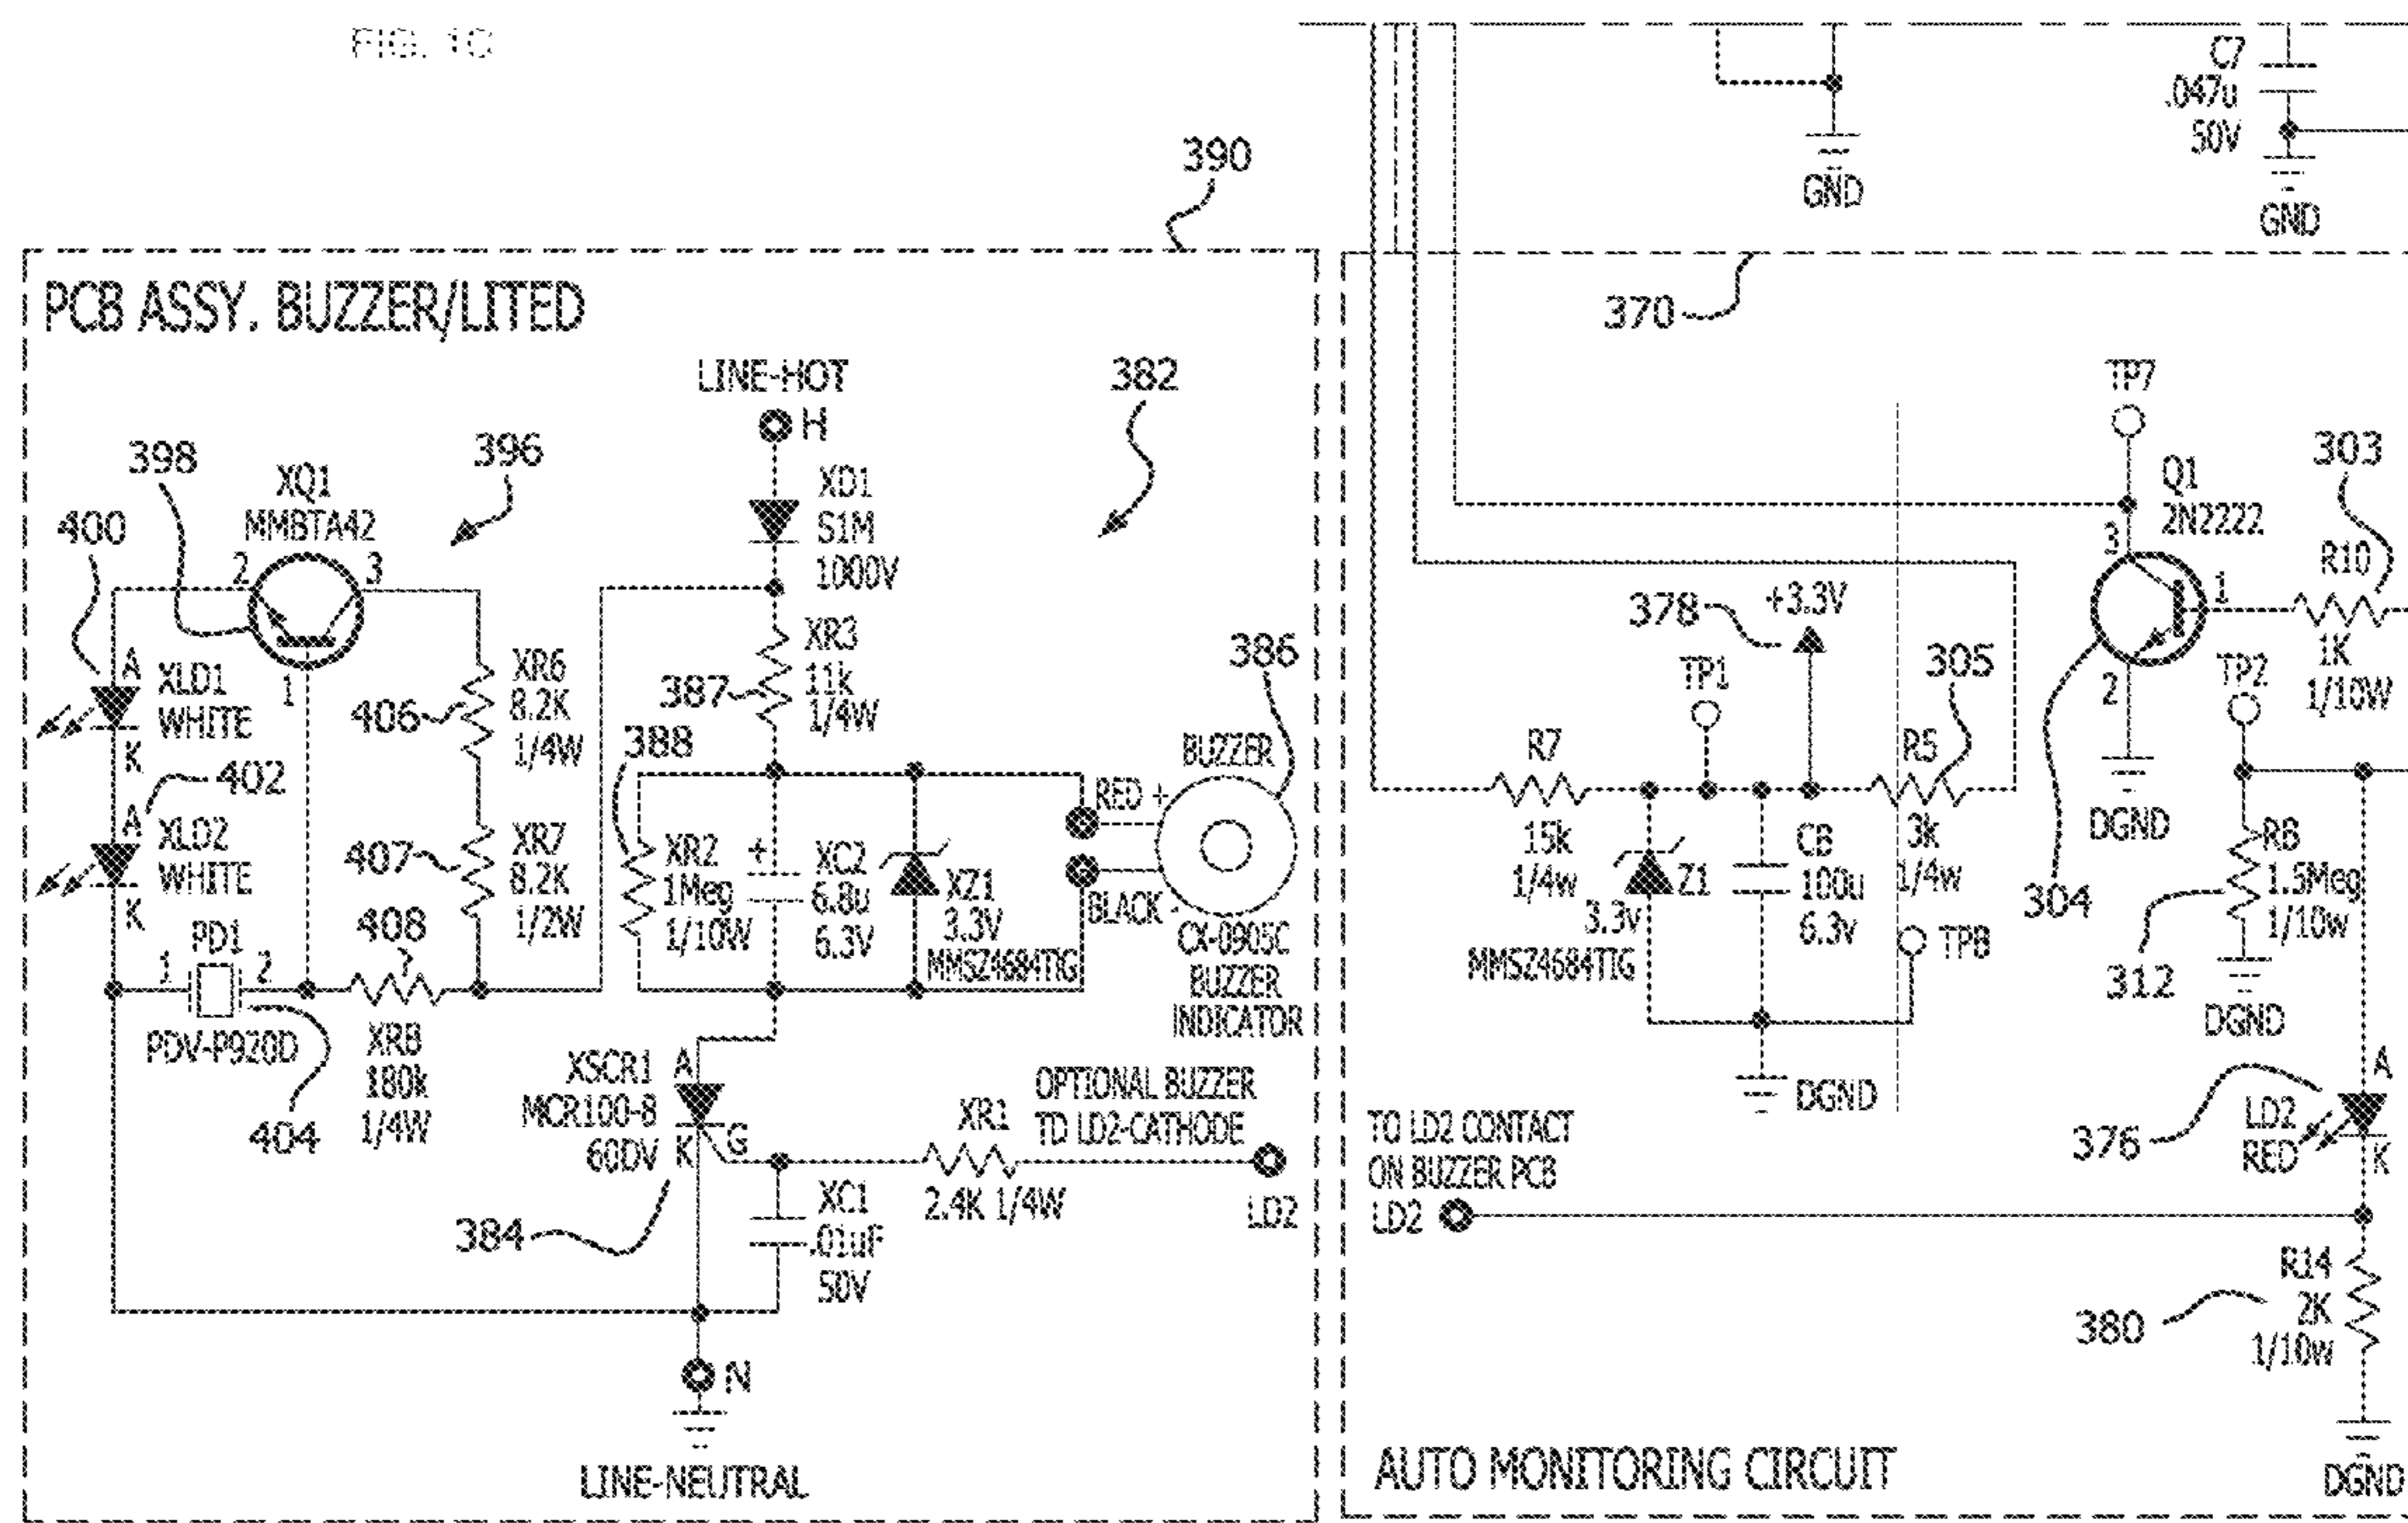 FIG. 1C
C7
.047u
50V
GND
GND
390
370
PCB ASSY. BUZZER/LITED
LINE-HOT
H
382
398
XQ1
MMBTA42
396
400
2
3
1
XD1
S1M
1000V
A
XLD1
WHITE
K
402
A
XLD2
WHITE
K
406
XR6
8.2K
1/4W
407
XR7
8.2K
1/2W
387
XR3
11k
1/4W
386
388
XR2
1Meg
1/10W
+
XC2
6.8u
6.3V
XZ1
3.3V
MMSZ4684TIG
BUZZER
RED +
BLACK -
CX-0905C
BUZZER
INDICATOR
1
PD1
2
PDV-P920D
404
408
XR8
180k
1/4W
XSCR1
MCR100-8
60DV
A
K
G
384
OPTIONAL BUZZER
TD LD2-CATHODE
XR1
2.4K 1/4W
LD2
XC1
.01uF
50V
N
LINE-NEUTRAL
TP7
Q1
2N2222
3
1
2
303
R10
1K
1/10W
378
+3.3V
305
TP1
R7
15k
1/4w
R5
3k
1/4w
Z1
3.3v
MMSZ4684TIG
C8
100u
6.3v
TP8
DGND
304
DGND
TP2
R8
1.5Meg
1/10w
312
DGND
376
A
LD2
RED
K
TO LD2 CONTACT
ON BUZZER PCB
LD2
R14
2K
1/10w
380
DGND
AUTO MONITORING CIRCUIT